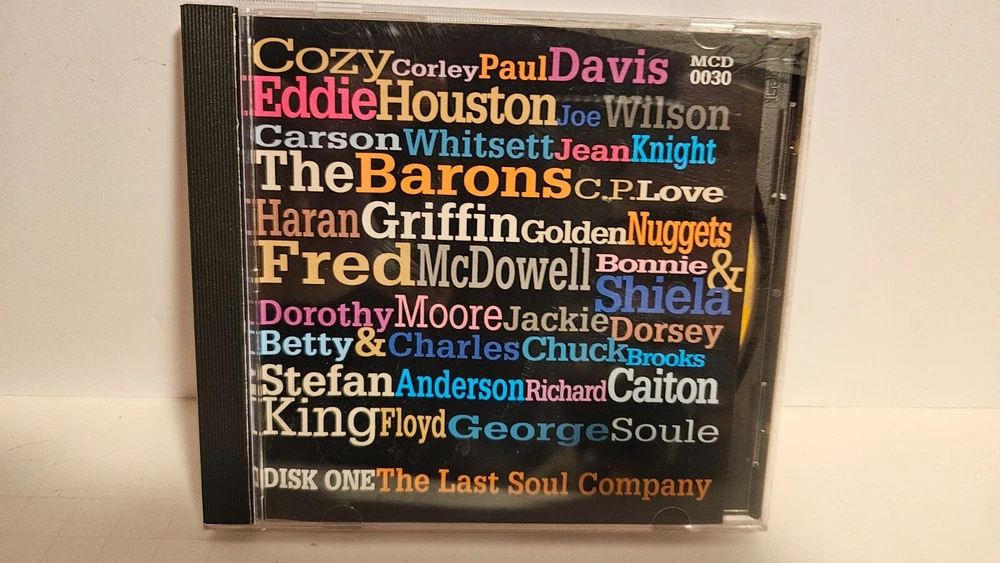 Cozy Corley Paul Davis MCD
0030
Eddie Houston Joe Wilson
Carson Whitsett Jean Knight
The Barons C.P. Love
Haran Griffin Golden Nuggets
Fred McDowell Bonnie &
Shiela
Dorothy Moore Jackie Dorsey
Betty & Charles Chuck Brooks
Stefan Anderson Richard Caiton
King Floyd George Soule
DISK ONE The Last Soul Company